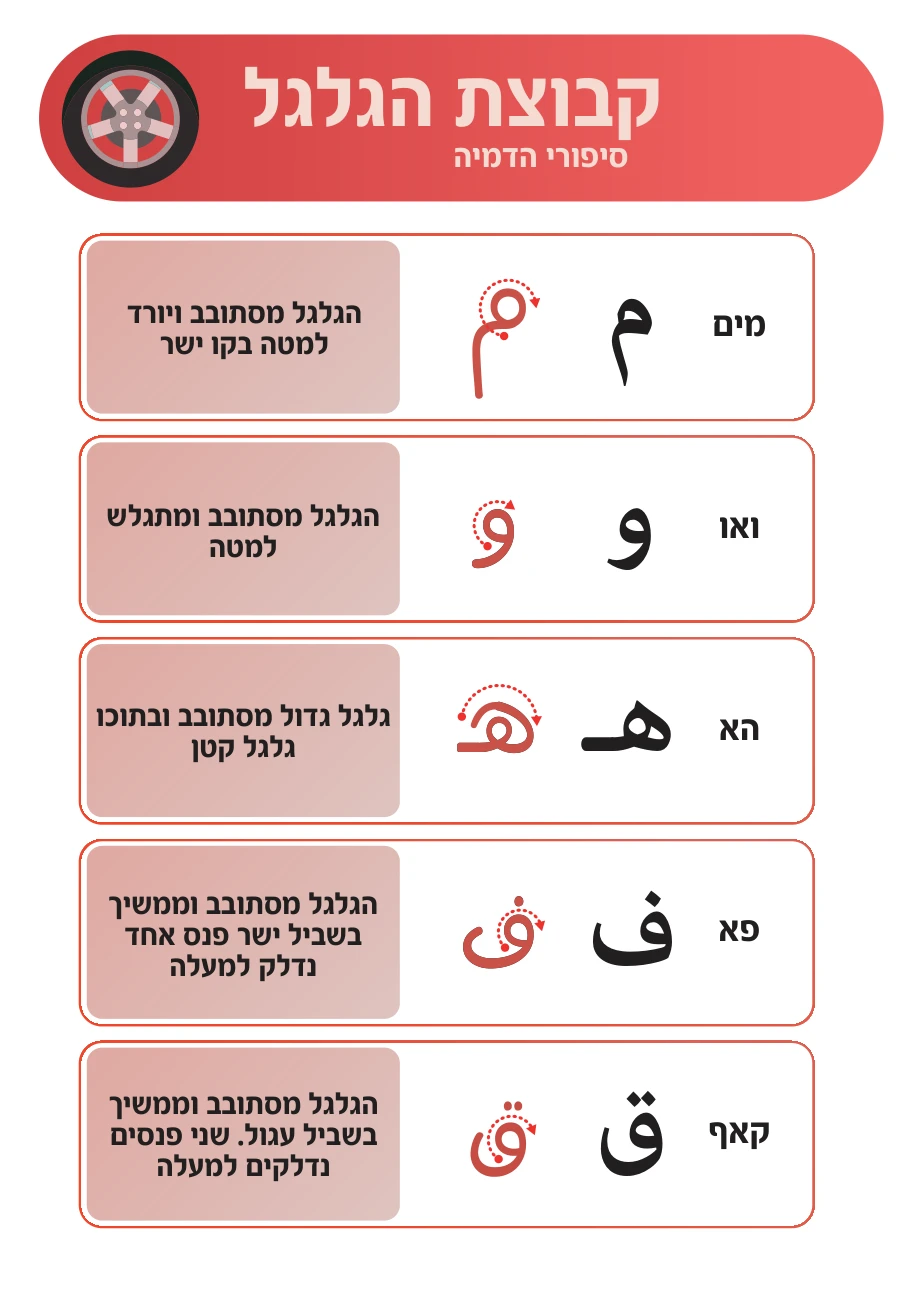 קבוצת הגלגל
סיפורי הדמיה
מים
م
م
הגלגל מסתובב ויורד
למטה בקו ישר
ואו
و
و
הגלגל מסתובב ומתגלש
למטה
הא
هـ
هـ
גלגל גדול מסתובב ובתוכו
גלגל קטן
פא
ف
ف
הגלגל מסתובב וממשיך
בשביל ישר פנס אחד
נדלק למעלה
קאף
ق
ق
הגלגל מסתובב וממשיך
בשביל עגול. שני פנסים
נדלקים למעלה